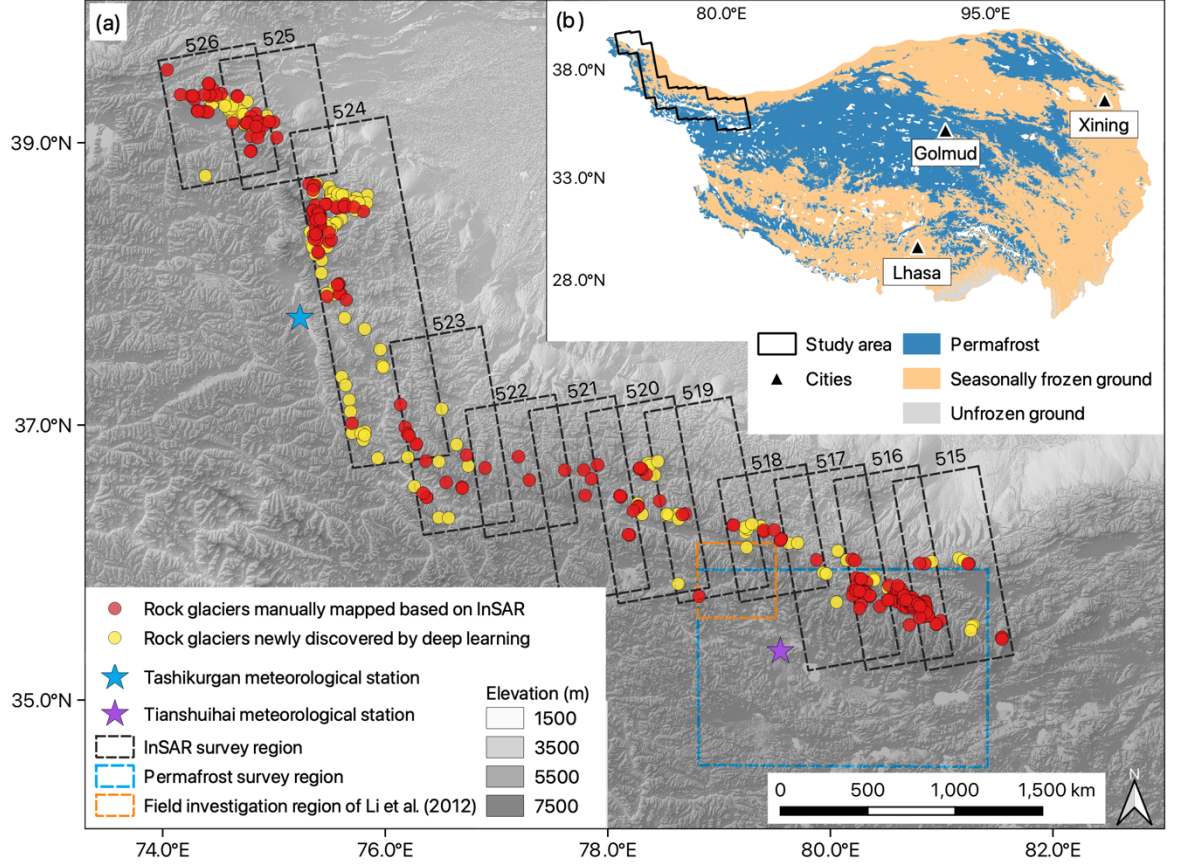 (a)
526
525
524
523
522
521
520
519
518
517
516
515
39.0°N
37.0°N
35.0°N
74.0°E
76.0°E
78.0°E
80.0°E
82.0°E
(b)
80.0°E
95.0°E
38.0°N
33.0°N
28.0°N
Xining
Golmud
Lhasa
Study area
Cities
Permafrost
Seasonally frozen ground
Unfrozen ground
Rock glaciers manually mapped based on InSAR
Rock glaciers newly discovered by deep learning
Tashikurgan meteorological station
Tianshuihai meteorological station
InSAR survey region
Permafrost survey region
Field investigation region of Li et al. (2012)
Elevation (m)
1500
3500
5500
7500
0 500 1,000 1,500 km
N